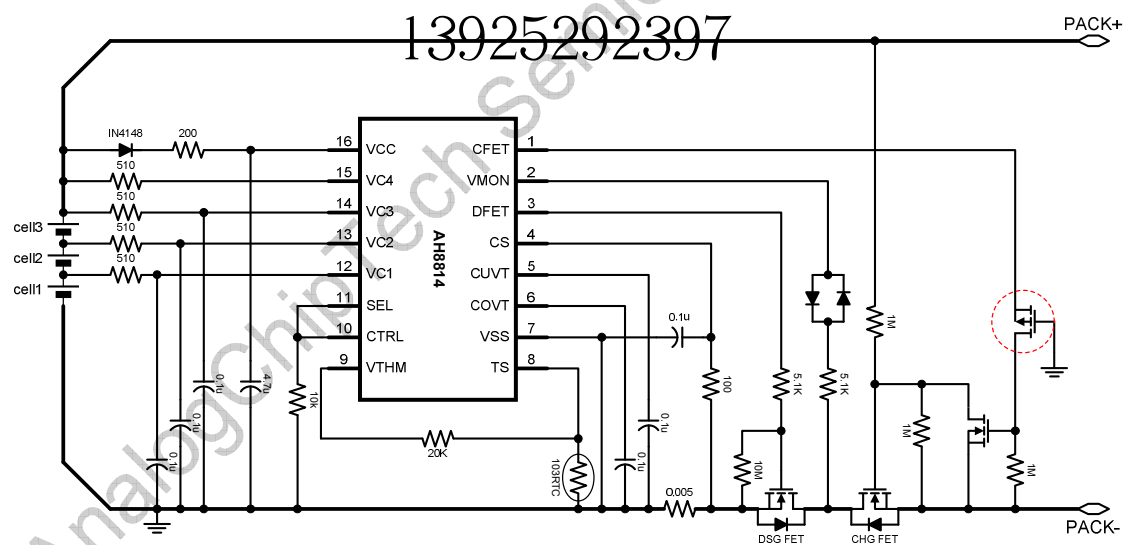 13925292397
PACK+
AnalogChipTech Semic
IN4148
200
16 VCC
CFET 1
510
15 VC4
VMON 2
510
14 VC3
DFET 3
cell3
510
13 VC2
CS 4
cell2
510
12 VC1
CUVT 5
cell1
11 SEL
COVT 6
10 CTRL
VSS 7
9 VTHM
TS 8
AH8814
0.1u
1M
10k
4.7u
0.1u
0.1u
0.1u
100
5.1K
5.1K
0.1u
0.1u
1M
20K
103RTC
10M
1M
0.005
DSG FET
CHG FET
PACK-